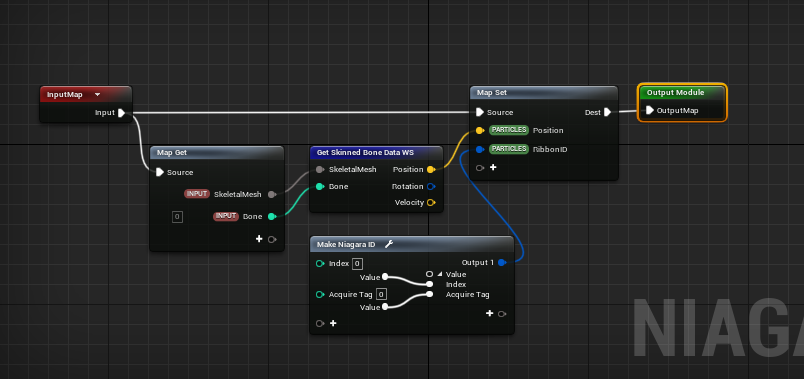 InputMap
Input
Map Get
Source
INPUT SkeletalMesh
0 INPUT Bone
Get Skinned Bone Data WS
SkeletalMesh Position
Bone Rotation
Velocity
Make Niagara ID
Index 0 Output 1
Value Value
Index
Acquire Tag 0 Acquire Tag
Value
Map Set
Source Dest
PARTICLES Position
PARTICLES RibbonID
Output Module
OutputMap
NIAGA